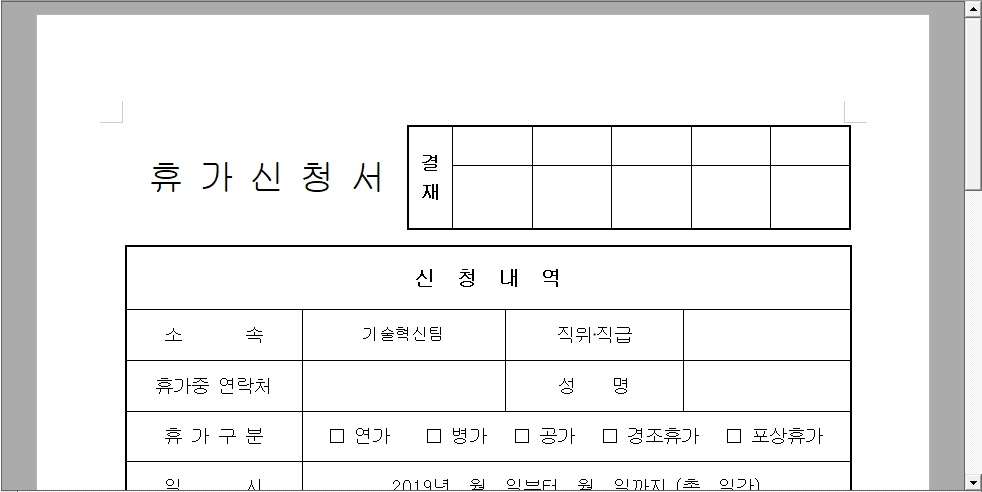 휴 가 신 청 서
결
재
신 청 내 역
소 속 기술혁신팀 직위·직급
휴가중 연락처 성 명
휴 가 구 분 □ 연가 □ 병가 □ 공가 □ 경조휴가 □ 포상휴가
일 시 2019년 월 일부터 월 일까지 (총 일간)